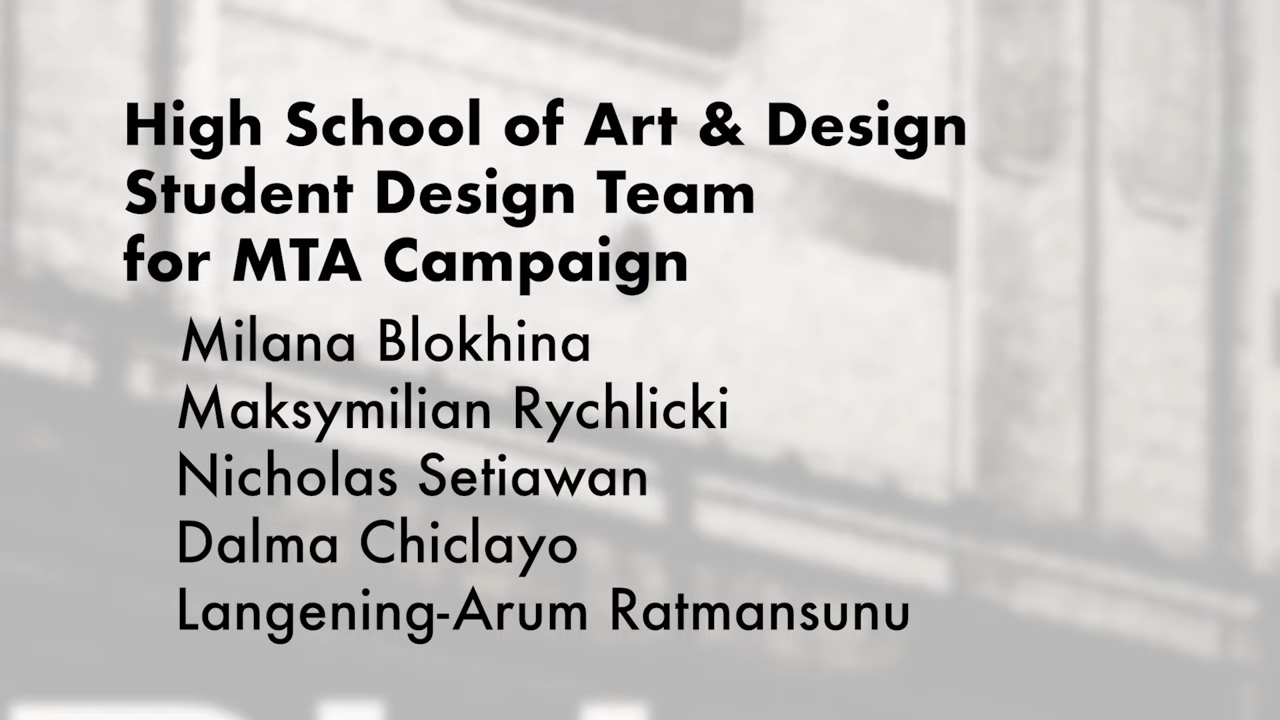 High School of Art & Design
Student Design Team
for MTA Campaign
Milana Blokhina
Maksymilian Rychlicki
Nicholas Setiawan
Dalma Chiclayo
Langening-Arum Ratmansunu